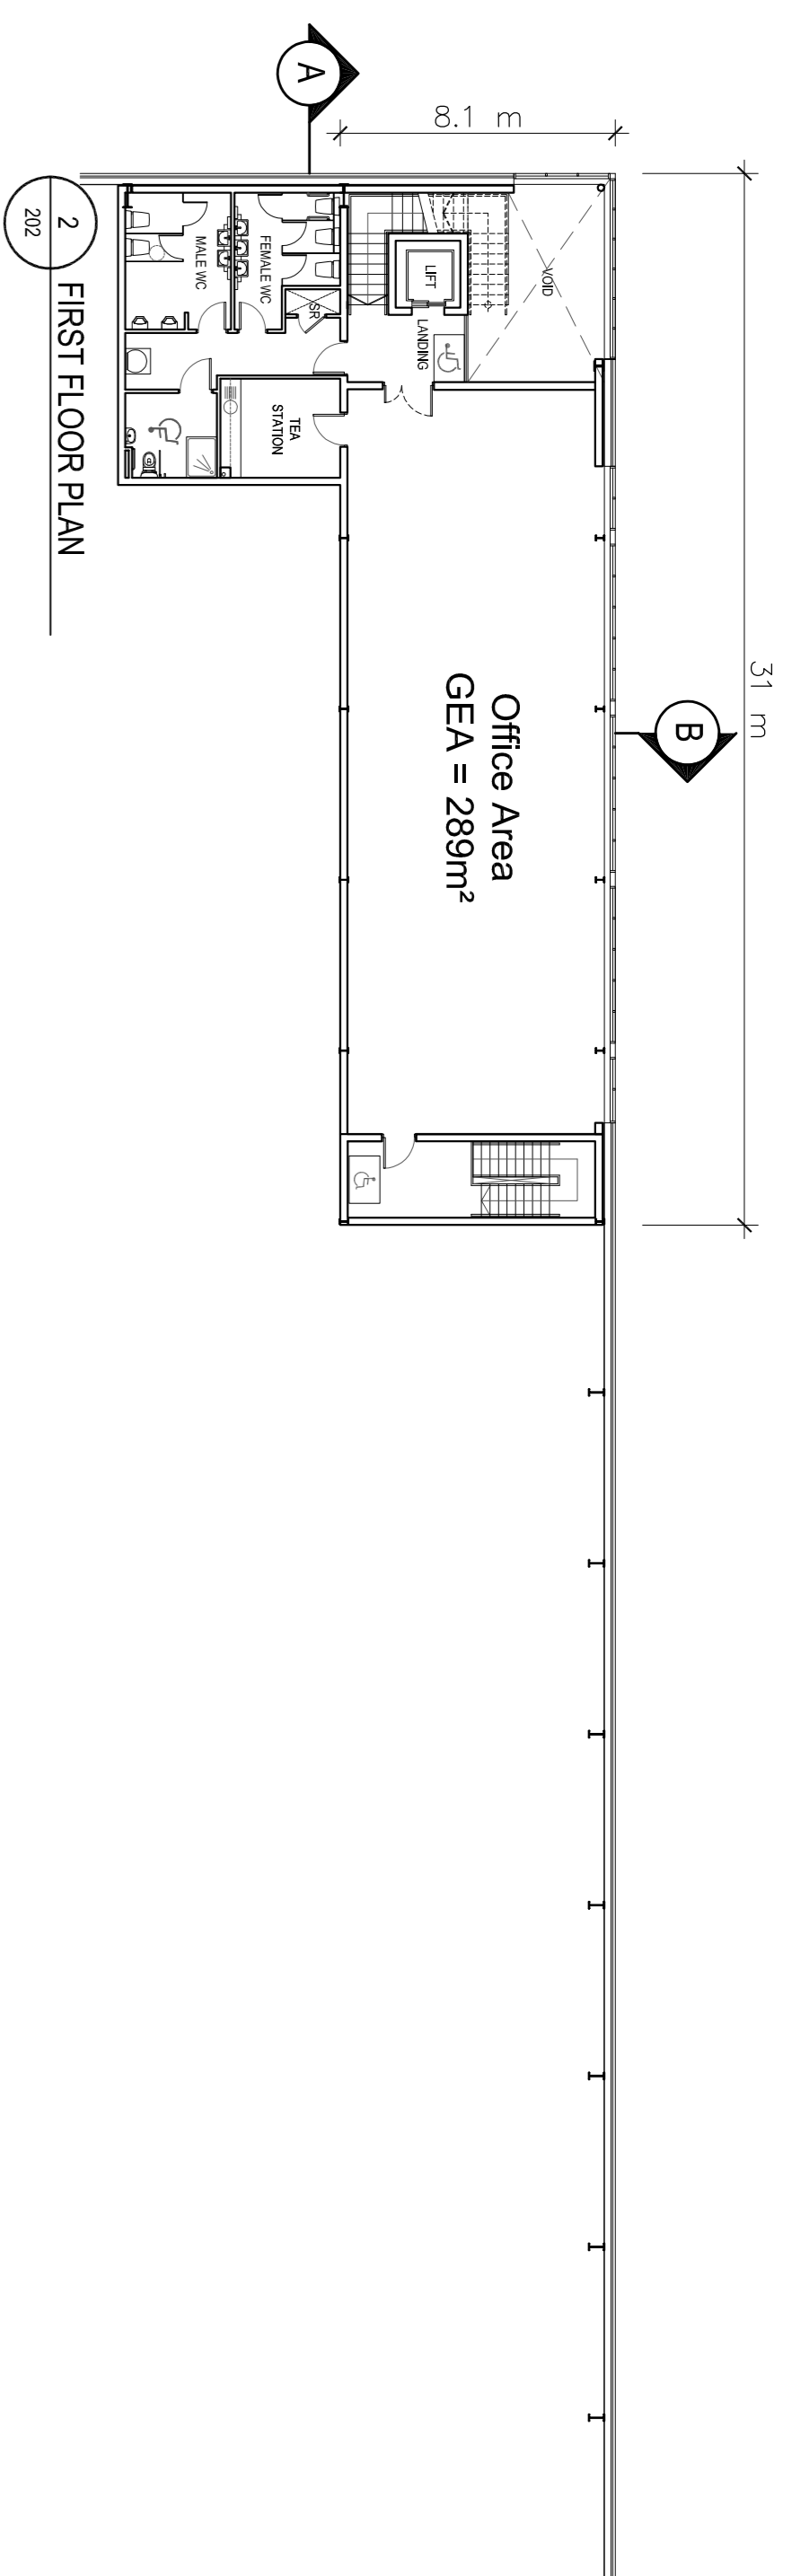 A
8.1 m
31 m
B
VOID
LIFT
LANDING
SR
FEMALE WC
MALE WC
TEA
STATION
Office Area
GEA = 289m²
2
202
FIRST FLOOR PLAN